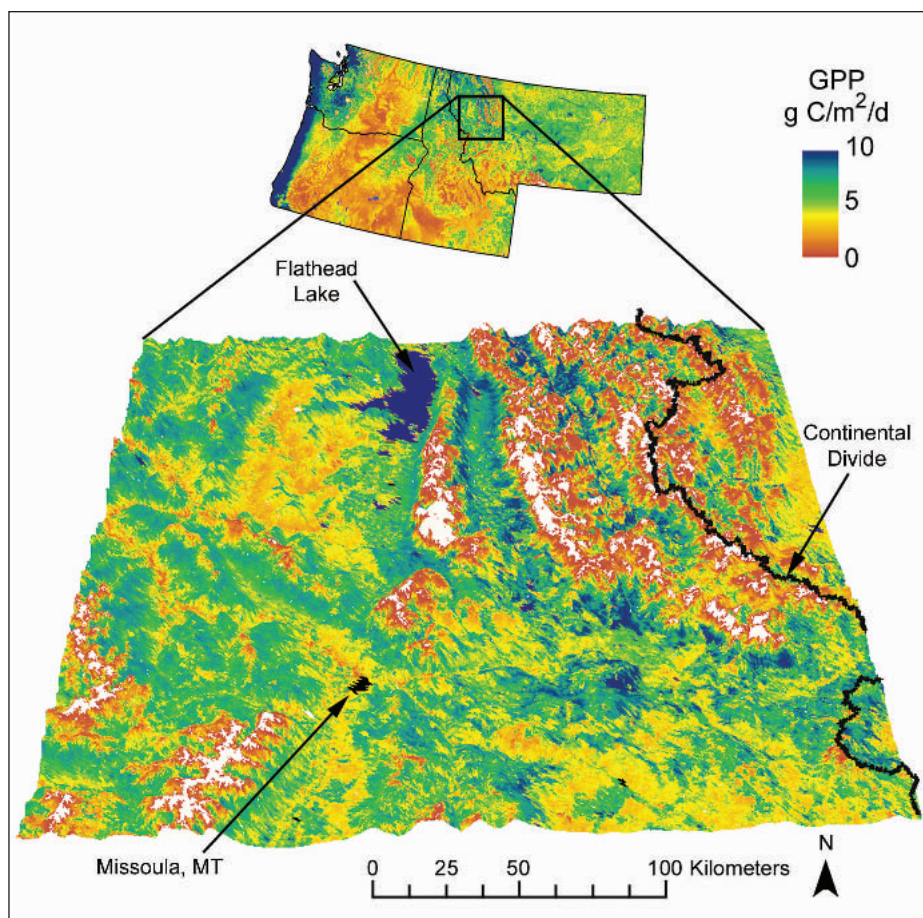 GPP
g C/m²/d
10
5
0
Flathead
Lake
Continental
Divide
Missoula, MT
0 25 50 100 Kilometers
N